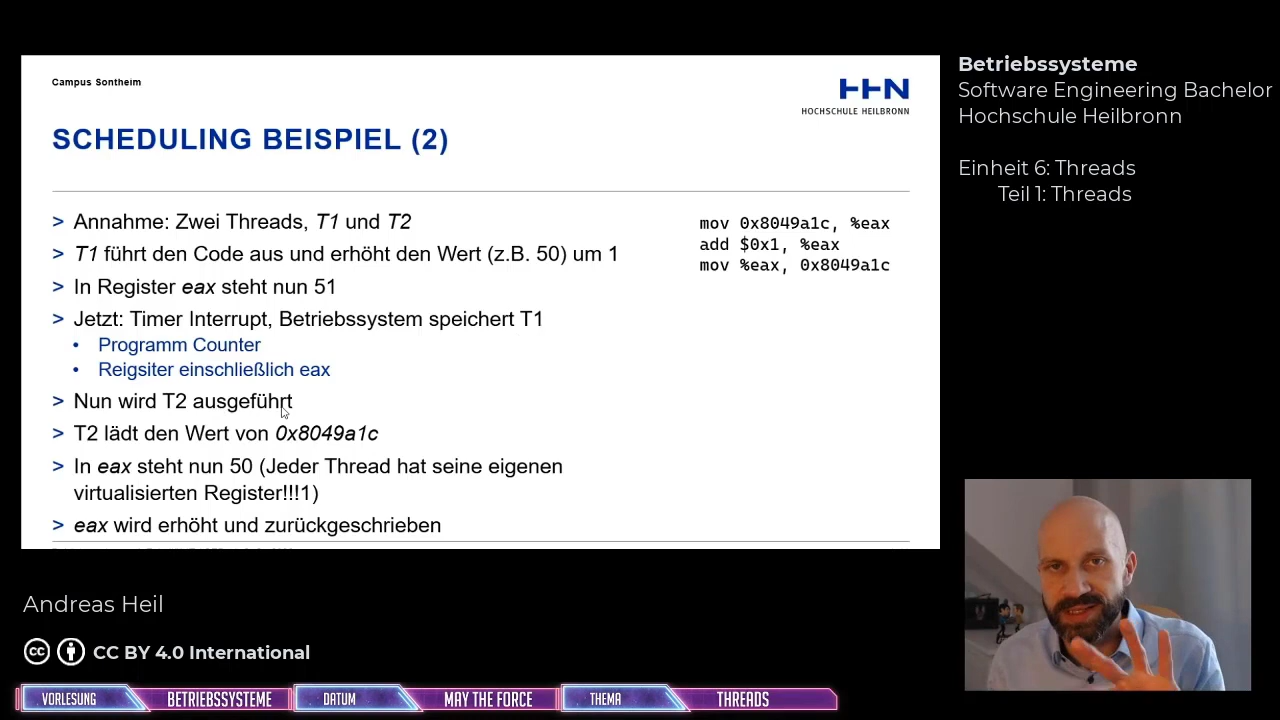 Campus Sontheim
HHN
HOCHSCHULE HEILBRONN
SCHEDULING BEISPIEL (2)
> Annahme: Zwei Threads, T1 und T2
> T1 führt den Code aus und erhöht den Wert (z.B. 50) um 1
> In Register eax steht nun 51
> Jetzt: Timer Interrupt, Betriebssystem speichert T1
• Programm Counter
• Reigsiter einschließlich eax
> Nun wird T2 ausgeführt
> T2 lädt den Wert von 0x8049a1c
> In eax steht nun 50 (Jeder Thread hat seine eigenen
virtualisierten Register!!!1)
> eax wird erhöht und zurückgeschrieben
mov 0x8049a1c, %eax
add $0x1, %eax
mov %eax, 0x8049a1c
Betriebssysteme
Software Engineering Bachelor
Hochschule Heilbronn
Einheit 6: Threads
Teil 1: Threads
Andreas Heil
cc CC BY 4.0 International
VORLESUNG BETRIEBSSYSTEME DATUM MAY THE FORCE THEMA THREADS